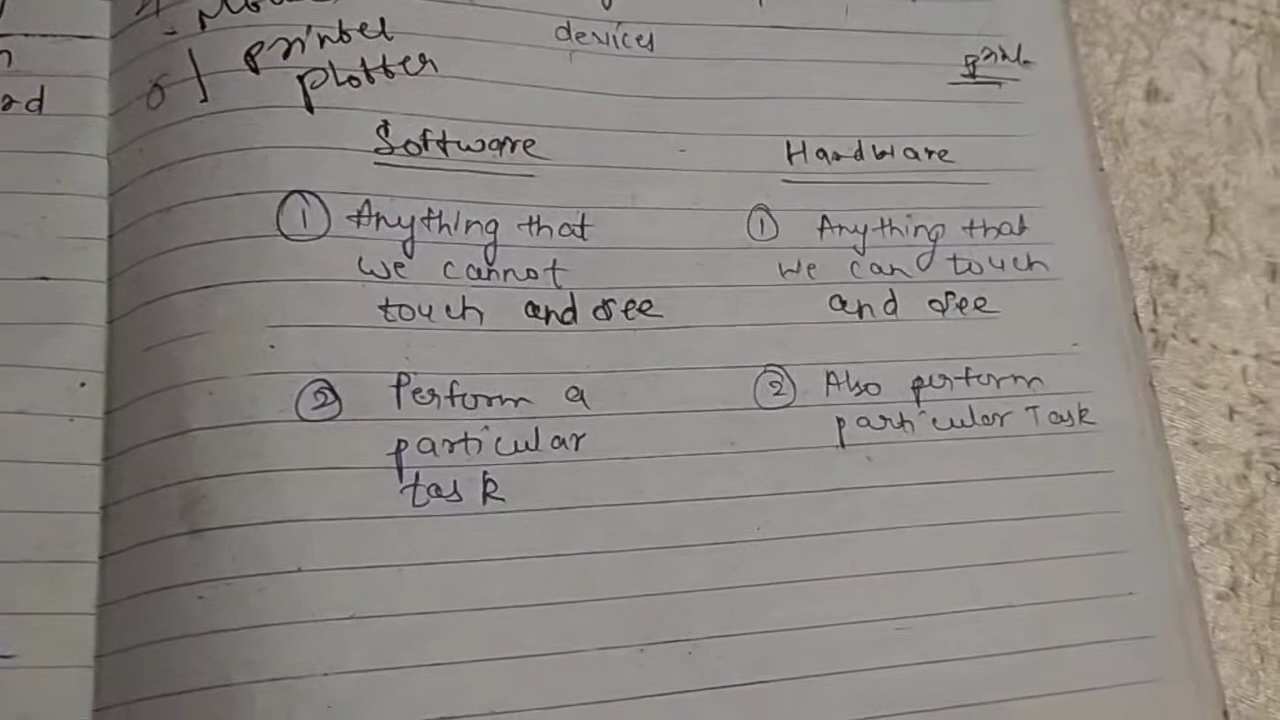 devices
o/ printer
plotter
Software
Hardware
① Anything that
we cannot
touch and see
① Anything that
we can touch
and see
② Perform a
particular
task
② Also perform
particular Task